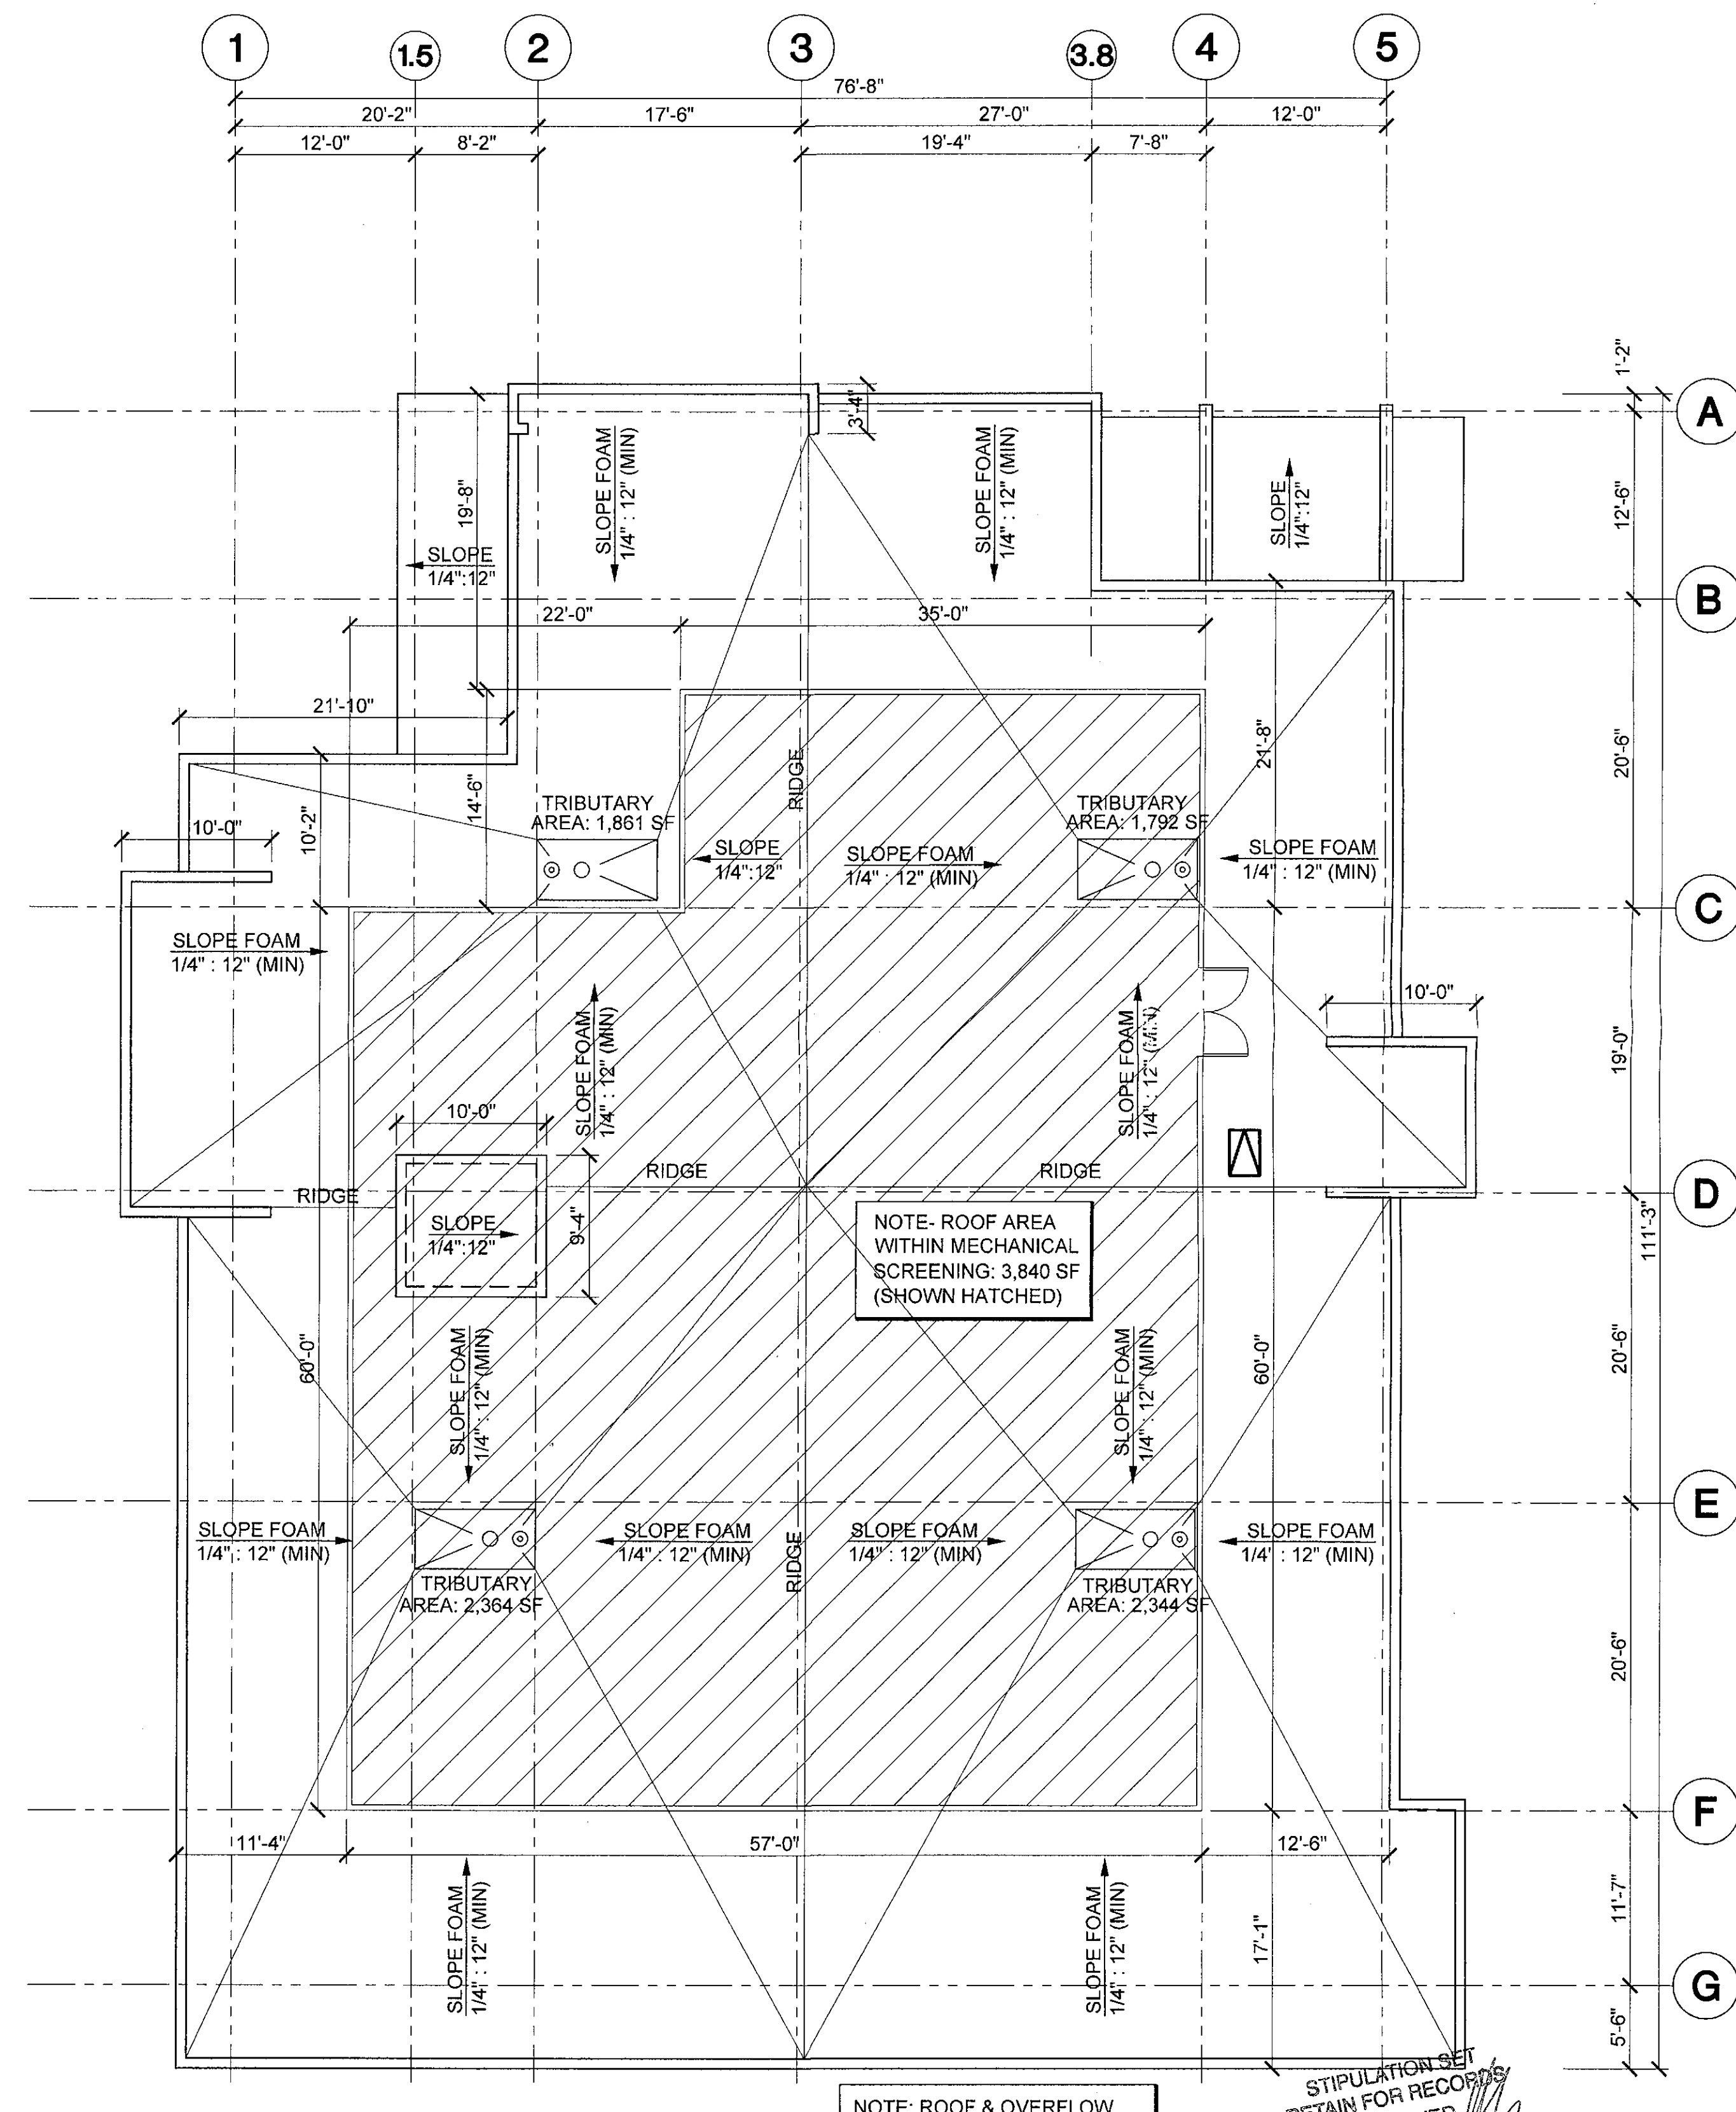 1
1.5
2
3
3.8
4
5
76'-8"
20'-2"
17'-6"
27'-0"
12'-0"
12'-0"
8'-2"
19'-4"
7'-8"
1'-2"
A
3'-4"
SLOPE FOAM
1/4" : 12" (MIN)
SLOPE FOAM
1/4" : 12" (MIN)
SLOPE
1/4":12"
12'-6"
19'-8"
SLOPE
1/4":12"
B
22'-0"
35'-0"
21'-10"
21'-8"
20'-6"
RIDGE
14'-6"
10'-2"
10'-0"
TRIBUTARY
AREA: 1,861 SF
TRIBUTARY
AREA: 1,792 SF
SLOPE
1/4":12"
SLOPE FOAM
1/4" : 12" (MIN)
SLOPE FOAM
1/4" : 12" (MIN)
C
SLOPE FOAM
1/4" : 12" (MIN)
10'-0"
SLOPE FOAM
1/4" : 12" (MIN)
SLOPE FOAM
1/4" : 12" (MIN)
19'-0"
10'-0"
RIDGE
RIDGE
RIDGE
D
SLOPE
1/4":12"
9'-4"
NOTE- ROOF AREA
WITHIN MECHANICAL
SCREENING: 3,840 SF
(SHOWN HATCHED)
111'-3"
60'-0"
SLOPE FOAM
1/4" : 12" (MIN)
SLOPE FOAM
1/4" : 12" (MIN)
60'-0"
20'-6"
E
SLOPE FOAM
1/4" : 12" (MIN)
SLOPE FOAM
1/4" : 12" (MIN)
RIDGE
SLOPE FOAM
1/4" : 12" (MIN)
SLOPE FOAM
1/4" : 12" (MIN)
TRIBUTARY
AREA: 2,364 SF
TRIBUTARY
AREA: 2,344 SF
20'-6"
F
11'-4"
57'-0"
12'-6"
SLOPE FOAM
1/4" : 12" (MIN)
SLOPE FOAM
1/4" : 12" (MIN)
17'-1"
11'-7"
G
5'-6"
STIPULATION SET
RETAIN FOR RECORDS
NOTE: ROOF & OVERFLOW